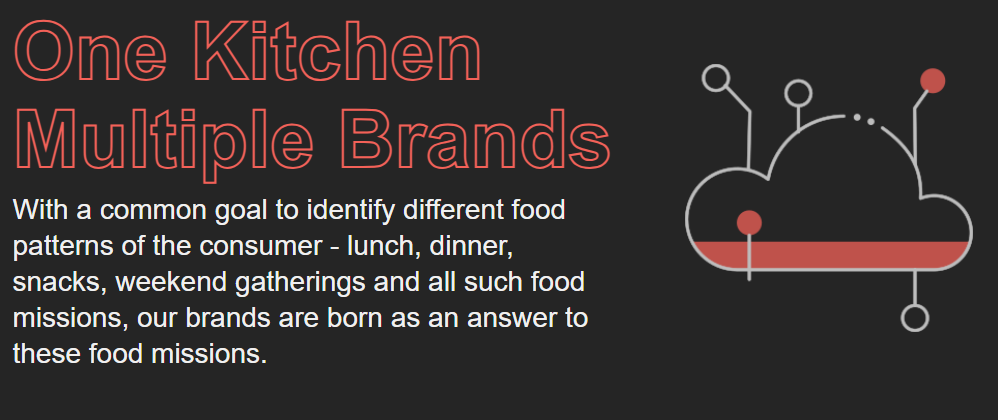 One Kitchen
Multiple Brands
With a common goal to identify different food
patterns of the consumer - lunch, dinner,
snacks, weekend gatherings and all such food
missions, our brands are born as an answer to
these food missions.